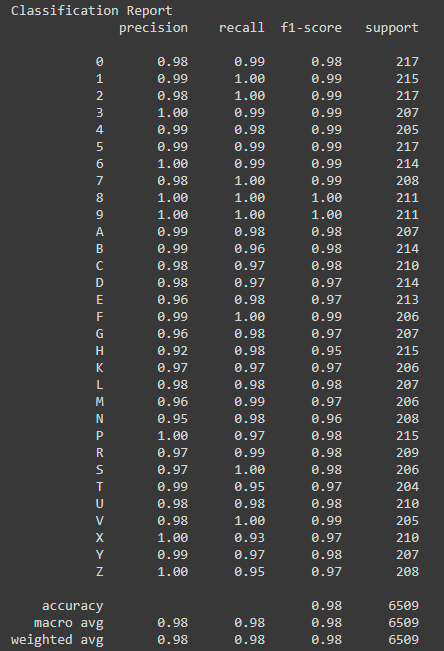 Classification Report
precision recall f1-score support
0 0.98 0.99 0.98 217
1 0.99 1.00 0.99 215
2 0.98 1.00 0.99 217
3 1.00 0.99 0.99 207
4 0.99 0.98 0.99 205
5 0.99 0.99 0.99 217
6 1.00 0.99 0.99 214
7 0.98 1.00 0.99 208
8 1.00 1.00 1.00 211
9 1.00 1.00 1.00 211
A 0.99 0.98 0.98 207
B 0.99 0.96 0.98 214
C 0.98 0.97 0.98 210
D 0.98 0.97 0.97 214
E 0.96 0.98 0.97 213
F 0.99 1.00 0.99 206
G 0.96 0.98 0.97 207
H 0.92 0.98 0.95 215
K 0.97 0.97 0.97 206
L 0.98 0.98 0.98 207
M 0.96 0.99 0.97 206
N 0.95 0.98 0.96 208
P 1.00 0.97 0.98 215
R 0.97 0.99 0.98 209
S 0.97 1.00 0.98 206
T 0.99 0.95 0.97 204
U 0.98 0.98 0.98 210
V 0.98 1.00 0.99 205
X 1.00 0.93 0.97 210
Y 0.99 0.97 0.98 207
Z 1.00 0.95 0.97 208
accuracy 0.98 6509
macro avg 0.98 0.98 0.98 6509
weighted avg 0.98 0.98 0.98 6509